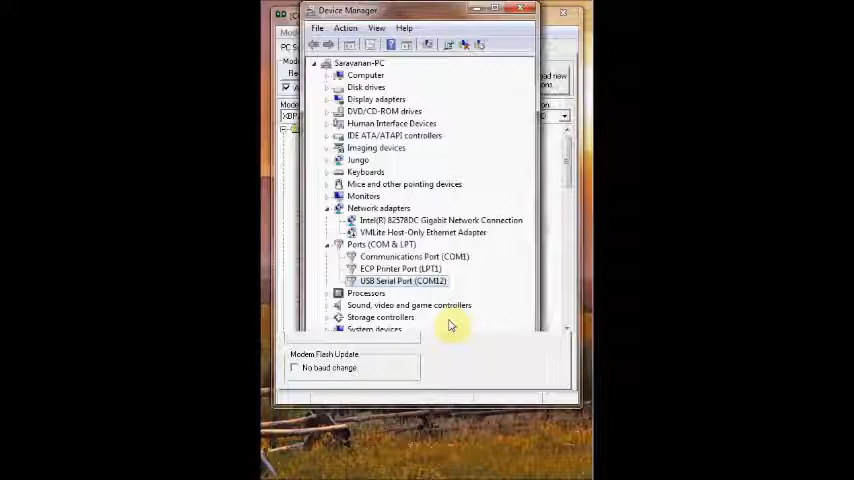 Device Manager
File Action View Help
Saravanan-PC
Computer
Disk drives
Display adapters
DVD/CD-ROM drives
Human Interface Devices
IDE ATA/ATAPI controllers
Imaging devices
Jungo
Keyboards
Mice and other pointing devices
Monitors
Network adapters
Intel(R) 82578DC Gigabit Network Connection
VMLite Host-Only Ethernet Adapter
Ports (COM & LPT)
Communications Port (COM1)
ECP Printer Port (LPT1)
USB Serial Port (COM12)
Processors
Sound, video and game controllers
Storage controllers
System devices
Modem Flash Update
No baud change